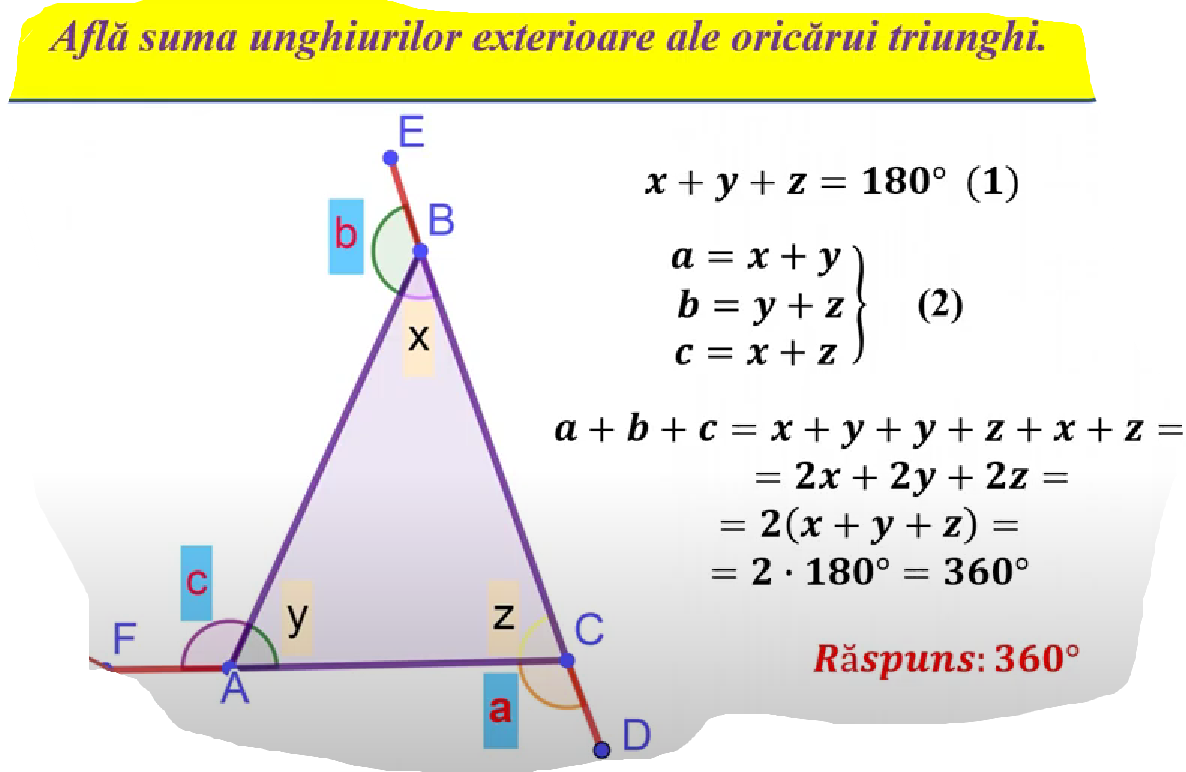 Află suma unghiurilor exterioare ale oricărui triunghi.
E
B
b
x
c
y
z
C
F
A
a
D
x + y + z = 180° (1)
a = x + y
b = y + z } (2)
c = x + z
a + b + c = x + y + y + z + x + z =
= 2x + 2y + 2z =
= 2(x + y + z) =
= 2 · 180° = 360°
Răspuns: 360°